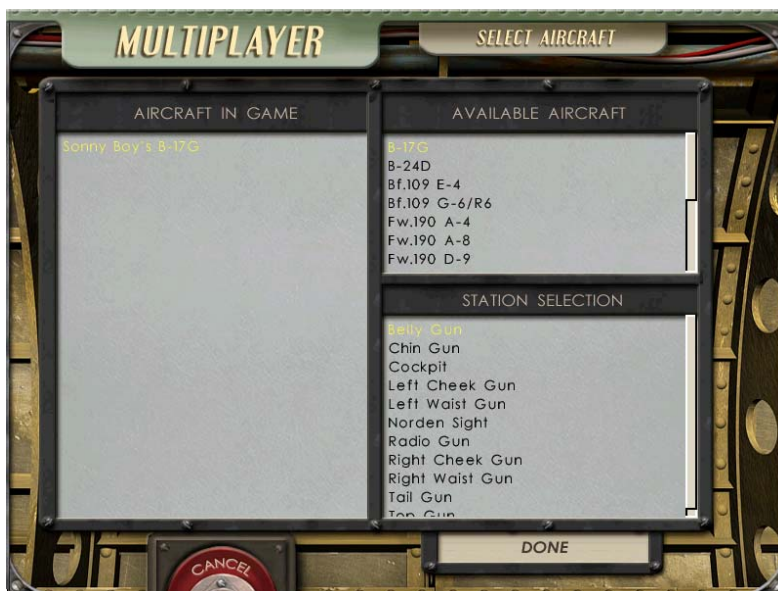 MULTIPLAYER
SELECT AIRCRAFT
AIRCRAFT IN GAME
Sonny Boy's B-17G
AVAILABLE AIRCRAFT
B-17G
B-24D
Bf.109 E-4
Bf.109 G-6/R6
Fw.190 A-4
Fw.190 A-8
Fw.190 D-9
STATION SELECTION
Belly Gun
Chin Gun
Cockpit
Left Cheek Gun
Left Waist Gun
Norden Sight
Radio Gun
Right Cheek Gun
Right Waist Gun
Tail Gun
Top Gun
CANCEL
DONE